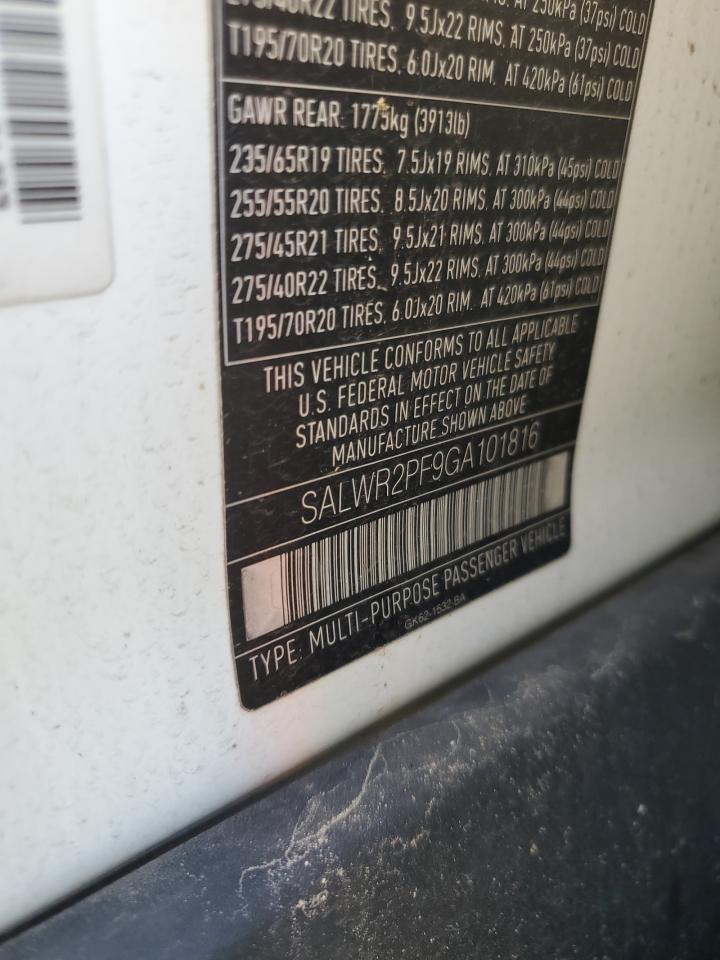 275/40R22 TIRES, 9.5Jx22 RIMS, AT 250kPa (37psi) COLD
T195/70R20 TIRES, 6.0Jx20 RIM, AT 420kPa (61psi) COLD
GAWR REAR: 1775kg (3913lb)
235/65R19 TIRES, 7.5Jx19 RIMS, AT 310kPa (45psi) COLD
255/55R20 TIRES, 8.5Jx20 RIMS, AT 300kPa (44psi) COLD
275/45R21 TIRES, 9.5Jx21 RIMS, AT 300kPa (44psi) COLD
275/40R22 TIRES, 9.5Jx22 RIMS, AT 300kPa (44psi) COLD
T195/70R20 TIRES, 6.0Jx20 RIM, AT 420kPa (61psi) COLD
THIS VEHICLE CONFORMS TO ALL APPLICABLE
U.S. FEDERAL MOTOR VEHICLE SAFETY
STANDARDS IN EFFECT ON THE DATE OF
MANUFACTURE SHOWN ABOVE
SALWR2PF9GA101816
TYPE: MULTI-PURPOSE PASSENGER VEHICLE
GK62-1532-BA